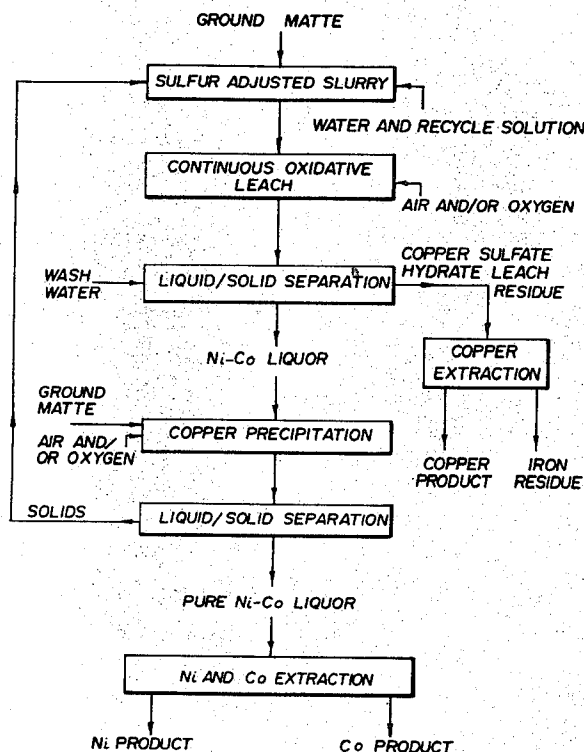 GROUND MATTE
SULFUR ADJUSTED SLURRY
WATER AND RECYCLE SOLUTION
CONTINUOUS OXIDATIVE
LEACH
AIR AND/OR OXYGEN
COPPER SULFATE
HYDRATE LEACH
RESIDUE
WASH
WATER
LIQUID/SOLID SEPARATION
COPPER
EXTRACTION
Ni-Co LIQUOR
GROUND
MATTE
AIR AND/
OR OXYGEN
COPPER PRECIPITATION
COPPER
PRODUCT
IRON
RESIDUE
SOLIDS
LIQUID/SOLID SEPARATION
PURE Ni-Co LIQUOR
Ni AND Co EXTRACTION
Ni PRODUCT
Co PRODUCT